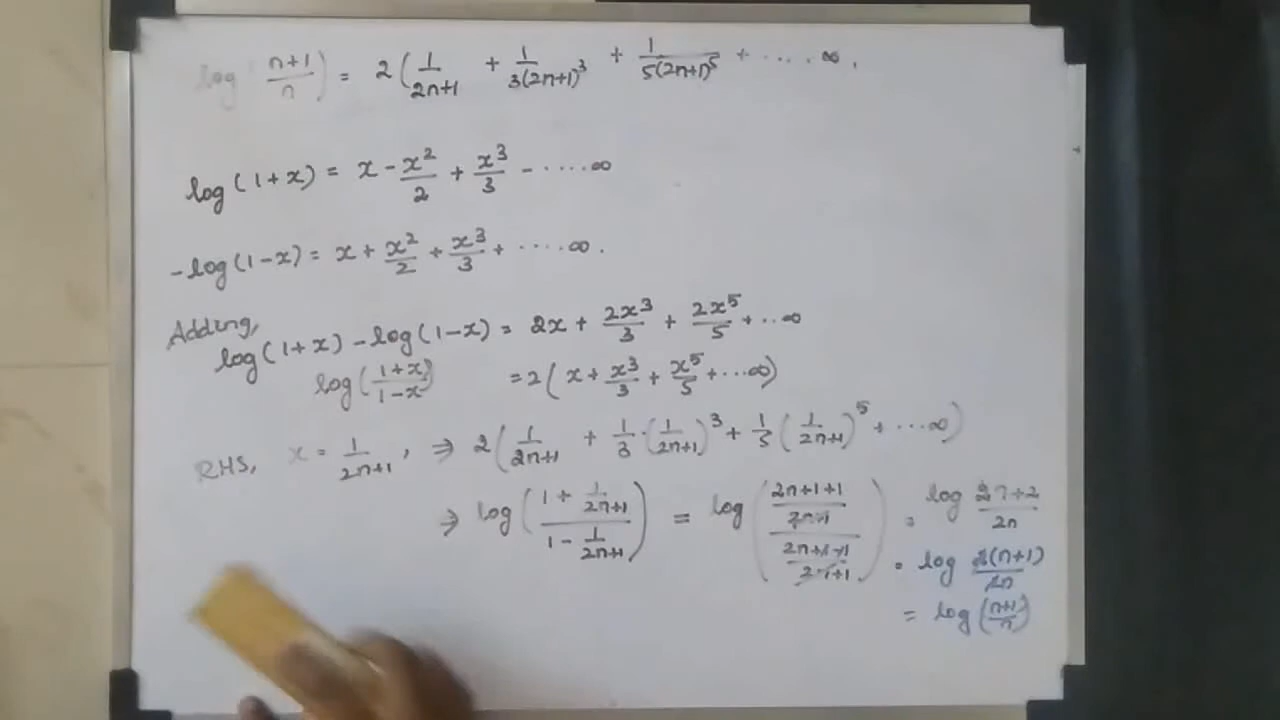 log (n+1/n) = 2(1/2n+1 + 1/3(2n+1)^3 + 1/5(2n+1)^5 + ..... ∞.
log(1+x) = x - x^2/2 + x^3/3 - ..... ∞
-log(1-x) = x + x^2/2 + x^3/3 + ..... ∞.
Adding,
log(1+x) - log(1-x) = 2x + 2x^3/3 + 2x^5/5 + ... ∞
log(1+x/1-x) = 2(x + x^3/3 + x^5/5 + ... ∞)
RHS, x = 1/2n+1, ⇒ 2(1/2n+1 + 1/3·(1/2n+1)^3 + 1/5(1/2n+1)^5 + ... ∞)
⇒ log(1 + 1/2n+1 / 1 - 1/2n+1) = log(2n+1+1/2n+1 / 2n+1-1/2n+1) = log 2n+2/2n
= log 2(n+1)/2n
= log(n+1/n)